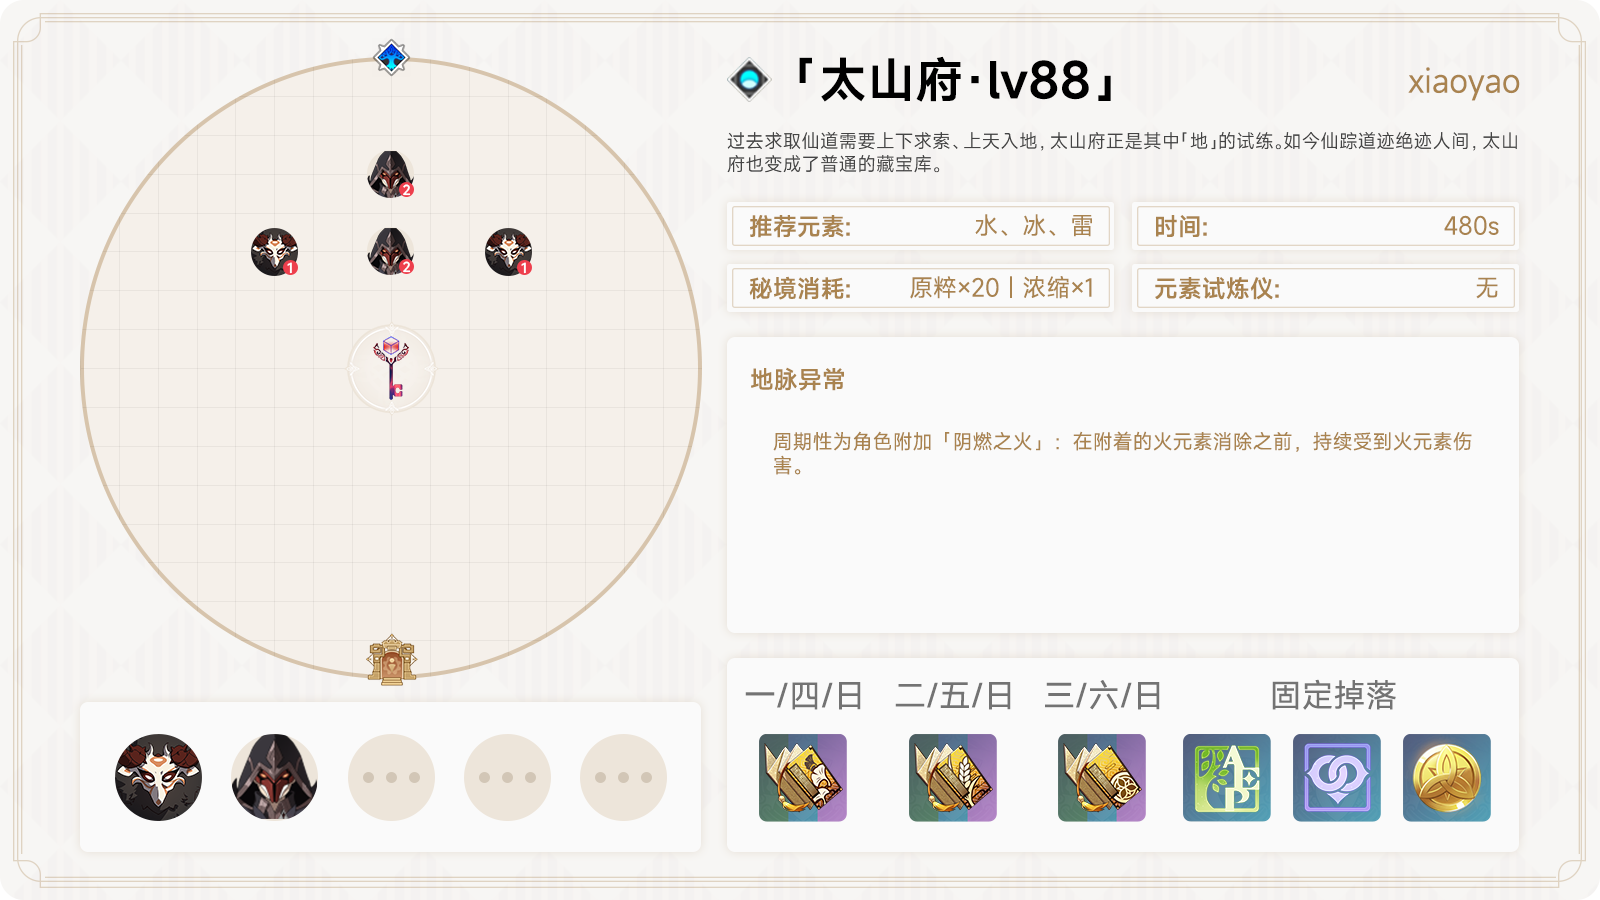 「太山府·lv88」
xiaoyao
过去求取仙道需要上下求索、上天入地，太山府正是其中「地」的试练。如今仙踪道迹绝迹人间，太山
府也变成了普通的藏宝库。
推荐元素: 水、冰、雷
时间: 480s
秘境消耗: 原粹×20 | 浓缩×1
元素试炼仪: 无
地脉异常
周期性为角色附加「阴燃之火」：在附着的火元素消除之前，持续受到火元素伤
害。
2
1
2
1
一/四/日 二/五/日 三/六/日 固定掉落
AEP